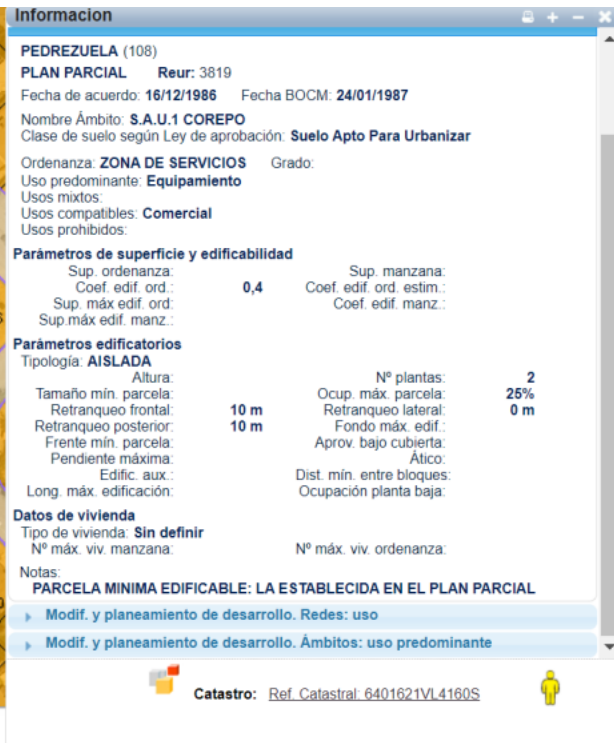 Informacion
PEDREZUELA (108)
PLAN PARCIAL Reur: 3819
Fecha de acuerdo: 16/12/1986 Fecha BOCM: 24/01/1987
Nombre Ámbito: S.A.U.1 COREPO
Clase de suelo según Ley de aprobación: Suelo Apto Para Urbanizar
Ordenanza: ZONA DE SERVICIOS Grado:
Uso predominante: Equipamiento
Usos mixtos:
Usos compatibles: Comercial
Usos prohibidos:
Parámetros de superficie y edificabilidad
Sup. ordenanza: Sup. manzana:
Coef. edif. ord.: 0,4 Coef. edif. ord. estim.:
Sup. máx edif. ord: Coef. edif. manz.:
Sup.máx edif. manz.:
Parámetros edificatorios
Tipología: AISLADA
Altura: Nº plantas: 2
Tamaño mín. parcela: Ocup. máx. parcela: 25%
Retranqueo frontal: 10 m Retranqueo lateral: 0 m
Retranqueo posterior: 10 m Fondo máx. edif.:
Frente mín. parcela: Aprov. bajo cubierta:
Pendiente máxima: Ático:
Edific. aux.: Dist. mín. entre bloques:
Long. máx. edificación: Ocupación planta baja:
Datos de vivienda
Tipo de vivienda: Sin definir
Nº máx. viv. manzana: Nº máx. viv. ordenanza:
Notas:
PARCELA MINIMA EDIFICABLE: LA ESTABLECIDA EN EL PLAN PARCIAL
Modif. y planeamiento de desarrollo. Redes: uso
Modif. y planeamiento de desarrollo. Ámbitos: uso predominante
Catastro: Ref. Catastral: 6401621VL4160S